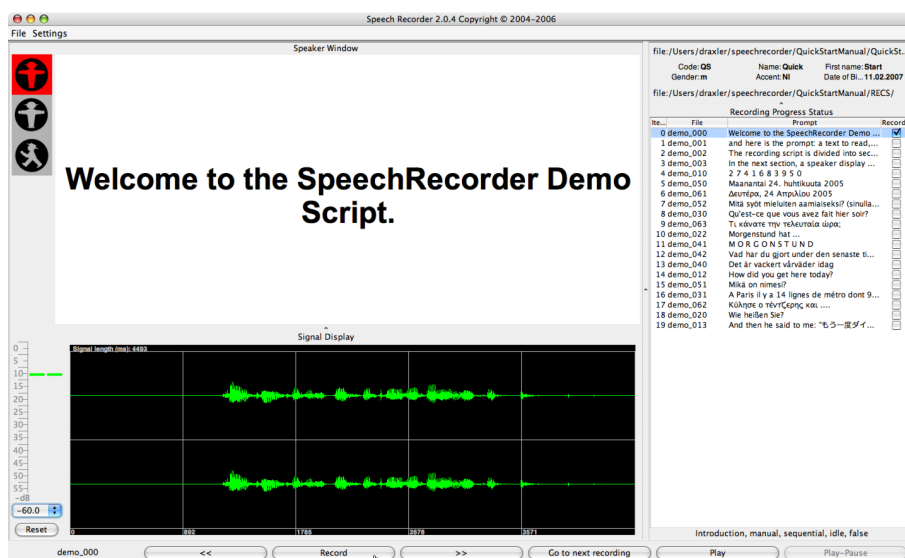 Speech Recorder 2.0.4 Copyright © 2004–2006
File Settings
Speaker Window
Welcome to the SpeechRecorder Demo
Script.
Signal Display
Signal length (ms): 4493
0
5
10
15
20
25
30
35
40
45
50
55
-dB
-60.0
Reset
0 892 1785 2678 3571
file:/Users/draxler/speechrecorder/QuickStartManual/QuickSt...
Code: QS Name: Quick First name: Start
Gender: m Accent: NI Date of Bi... 11.02.2007
file:/Users/draxler/speechrecorder/QuickStartManual/RECS/
Recording Progress Status
Ite... File Prompt Record
0 demo_000 Welcome to the SpeechRecorder Demo ...
1 demo_001 and here is the prompt: a text to read,...
2 demo_002 The recording script is divided into sec...
3 demo_003 In the next section, a speaker display ...
4 demo_010 2 7 4 1 6 8 3 9 5 0
5 demo_050 Maanantai 24. huhtikuuta 2005
6 demo_061 Δευτέρα, 24 Απριλίου 2005
7 demo_052 Mitä syöt mieluiten aamiaiseksi? (sinulla...
8 demo_030 Qu'est-ce que vous avez fait hier soir?
9 demo_063 Τι κάνατε την τελευταία ώρα;
10 demo_022 Morgenstund hat ...
11 demo_041 M O R G O N S T U N D
12 demo_042 Vad har du gjort under den senaste ti...
13 demo_040 Det är vackert vårväder idag
14 demo_012 How did you get here today?
15 demo_051 Mikä on nimesi?
16 demo_031 A Paris il y a 14 lignes de métro dont 9...
17 demo_062 Κύλησε ο τέντζερης και ....
18 demo_020 Wie heißen Sie?
19 demo_013 And then he said to me: "もう一度ダイ...
Introduction, manual, sequential, idle, false
demo_000 << Record >> Go to next recording Play Play-Pause